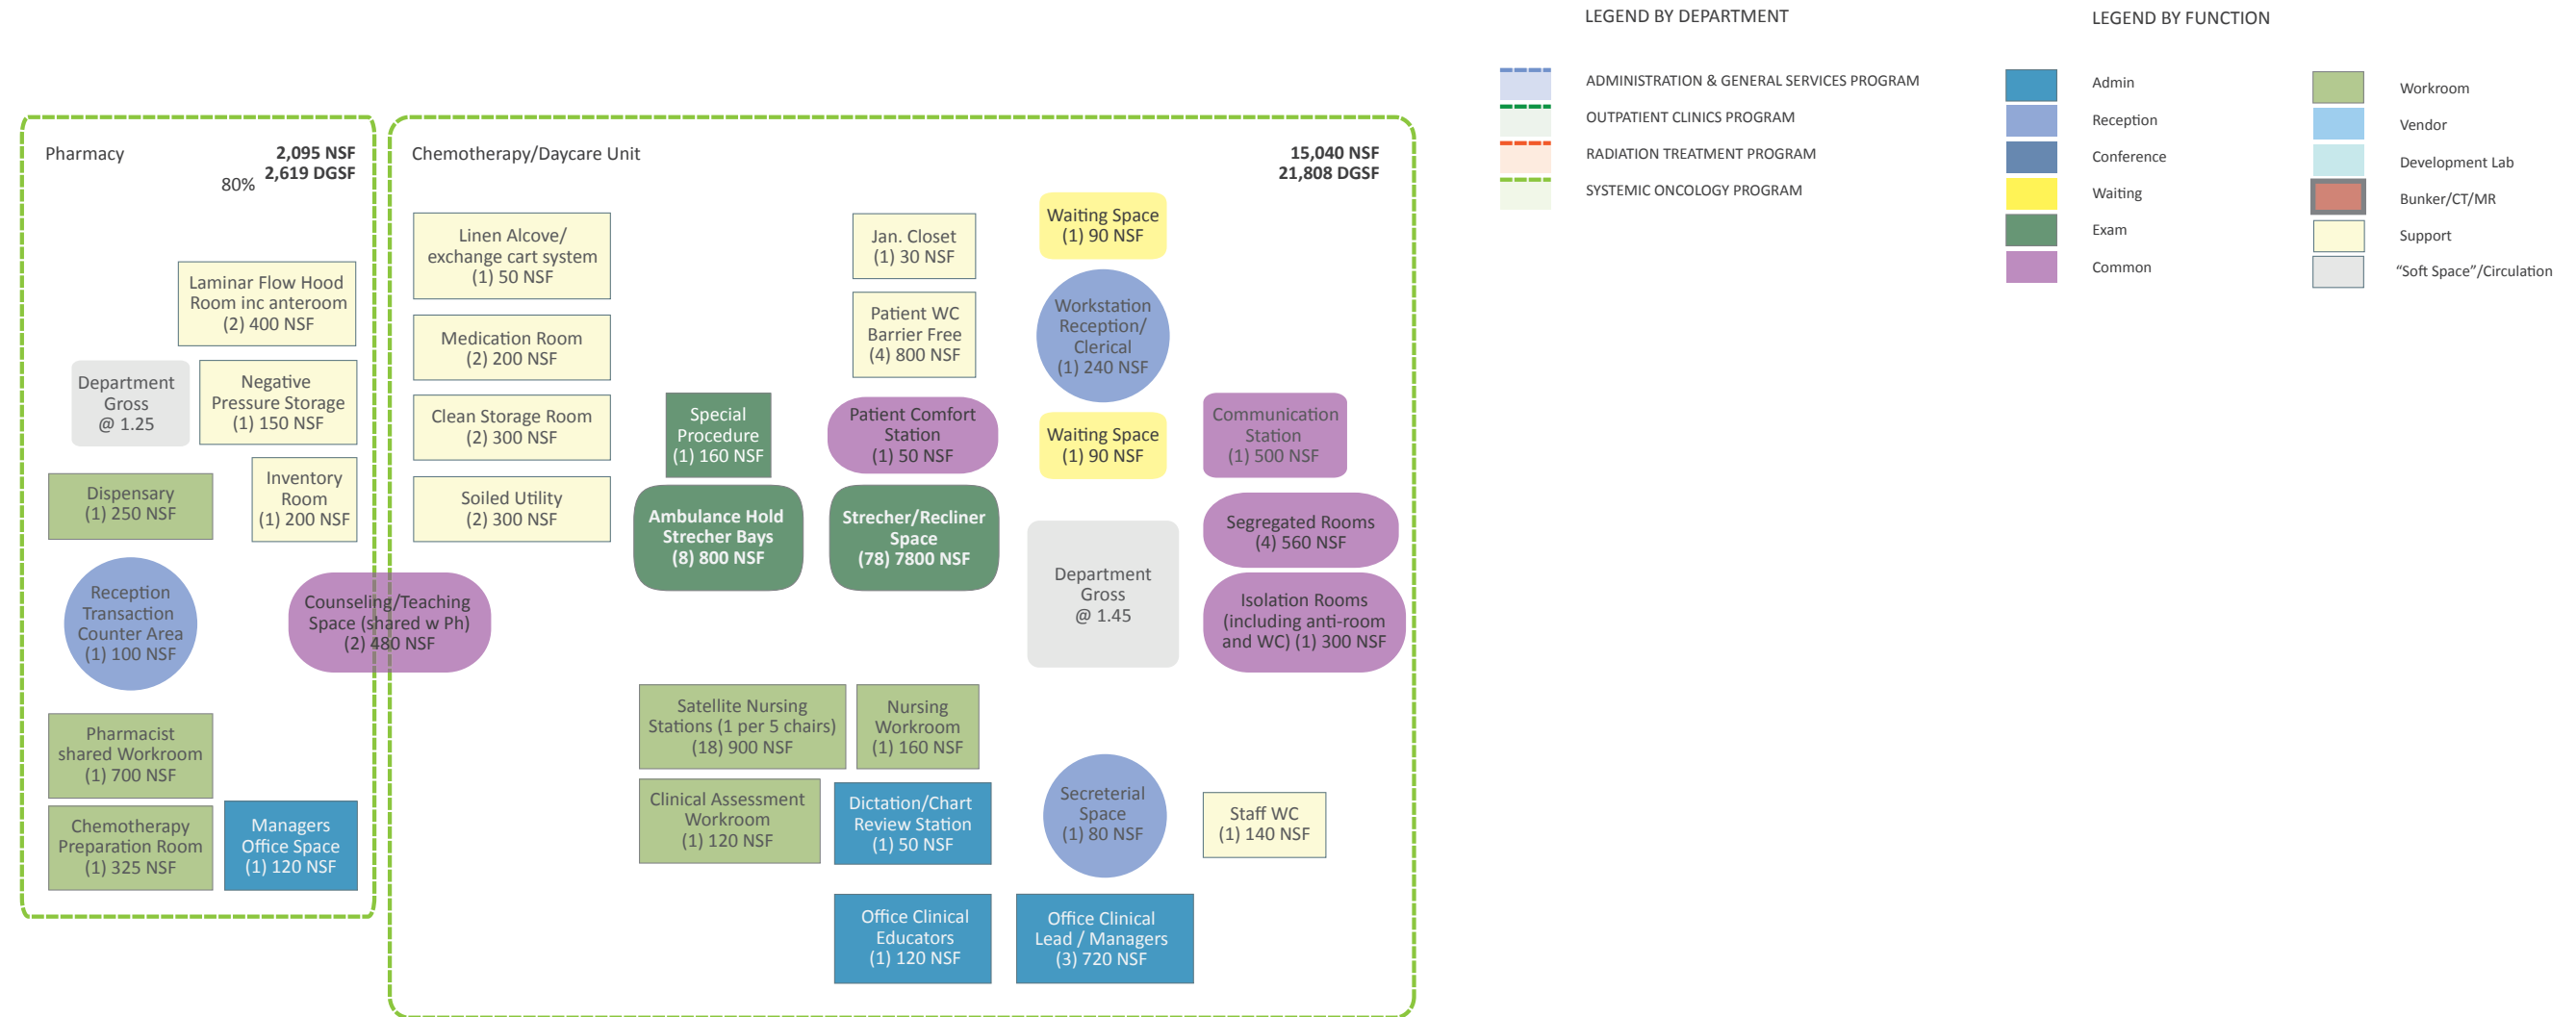 LEGEND BY DEPARTMENT
ADMINISTRATION & GENERAL SERVICES PROGRAM
OUTPATIENT CLINICS PROGRAM
RADIATION TREATMENT PROGRAM
SYSTEMIC ONCOLOGY PROGRAM
LEGEND BY FUNCTION
Admin
Reception
Conference
Waiting
Exam
Common
Workroom
Vendor
Development Lab
Bunker/CT/MR
Support
“Soft Space”/Circulation
Pharmacy
2,095 NSF
2,619 DGSF
80%
Laminar Flow Hood
Room inc anteroom
(2) 400 NSF
Department
Gross
@ 1.25
Negative
Pressure Storage
(1) 150 NSF
Dispensary
(1) 250 NSF
Inventory
Room
(1) 200 NSF
Reception
Transaction
Counter Area
(1) 100 NSF
Counseling/Teaching
Space (shared w Ph)
(2) 480 NSF
Pharmacist
shared Workroom
(1) 700 NSF
Chemotherapy
Preparation Room
(1) 325 NSF
Managers
Office Space
(1) 120 NSF
Chemotherapy/Daycare Unit
15,040 NSF
21,808 DGSF
Linen Alcove/
exchange cart system
(1) 50 NSF
Medication Room
(2) 200 NSF
Clean Storage Room
(2) 300 NSF
Soiled Utility
(2) 300 NSF
Jan. Closet
(1) 30 NSF
Patient WC
Barrier Free
(4) 800 NSF
Waiting Space
(1) 90 NSF
Workstation
Reception/
Clerical
(1) 240 NSF
Special
Procedure
(1) 160 NSF
Patient Comfort
Station
(1) 50 NSF
Waiting Space
(1) 90 NSF
Communication
Station
(1) 500 NSF
Ambulance Hold
Strecher Bays
(8) 800 NSF
Strecher/Recliner
Space
(78) 7800 NSF
Department
Gross
@ 1.45
Segregated Rooms
(4) 560 NSF
Isolation Rooms
(including anti-room
and WC) (1) 300 NSF
Satellite Nursing
Stations (1 per 5 chairs)
(18) 900 NSF
Nursing
Workroom
(1) 160 NSF
Clinical Assessment
Workroom
(1) 120 NSF
Dictation/Chart
Review Station
(1) 50 NSF
Secreterial
Space
(1) 80 NSF
Staff WC
(1) 140 NSF
Office Clinical
Educators
(1) 120 NSF
Office Clinical
Lead / Managers
(3) 720 NSF